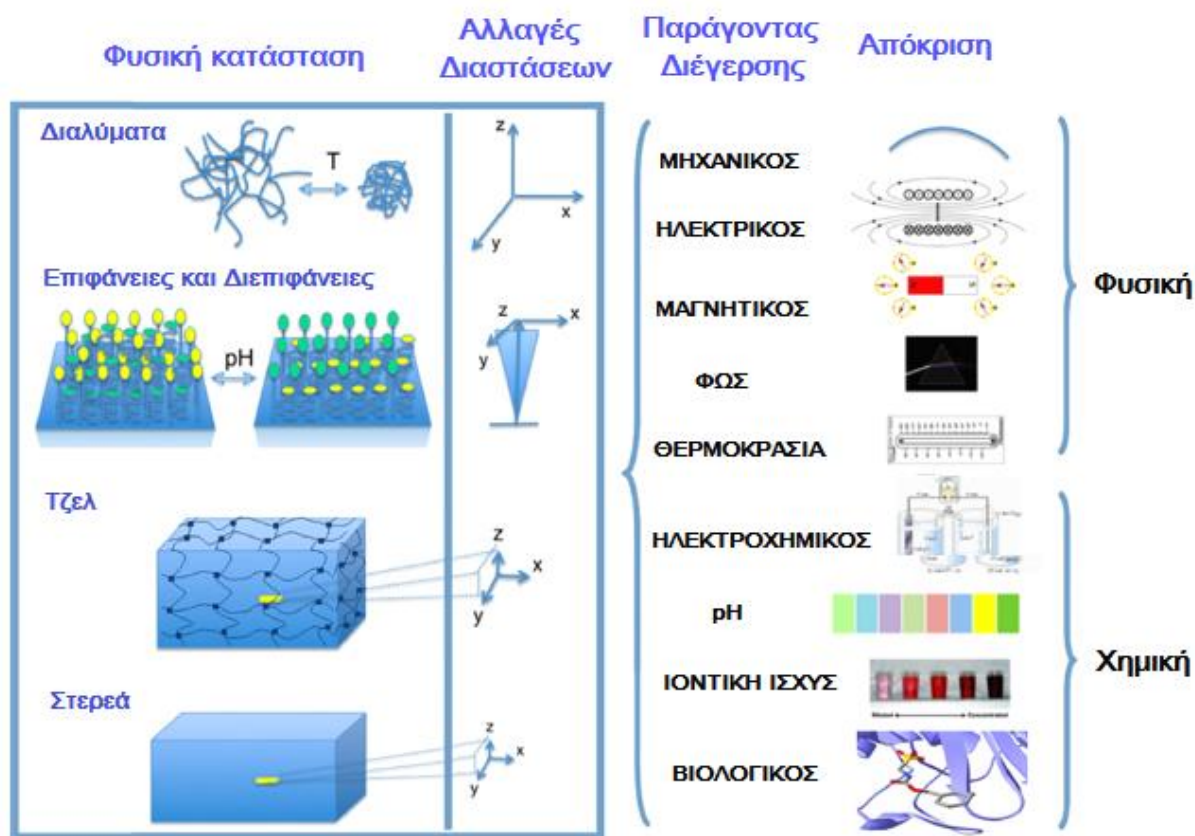 Φυσική κατάσταση
Αλλαγές
Διαστάσεων
Παράγοντας
Διέγερσης
Απόκριση
Διαλύματα
T
z
x
y
Επιφάνειες και Διεπιφάνειες
pH
z
x
y
Τζελ
z
x
y
Στερεά
z
x
y
ΜΗΧΑΝΙΚΟΣ
ΗΛΕΚΤΡΙΚΟΣ
ΜΑΓΝΗΤΙΚΟΣ
ΦΩΣ
ΘΕΡΜΟΚΡΑΣΙΑ
Φυσική
ΗΛΕΚΤΡΟΧΗΜΙΚΟΣ
pH
ΙΟΝΤΙΚΗ ΙΣΧΥΣ
ΒΙΟΛΟΓΙΚΟΣ
Χημική